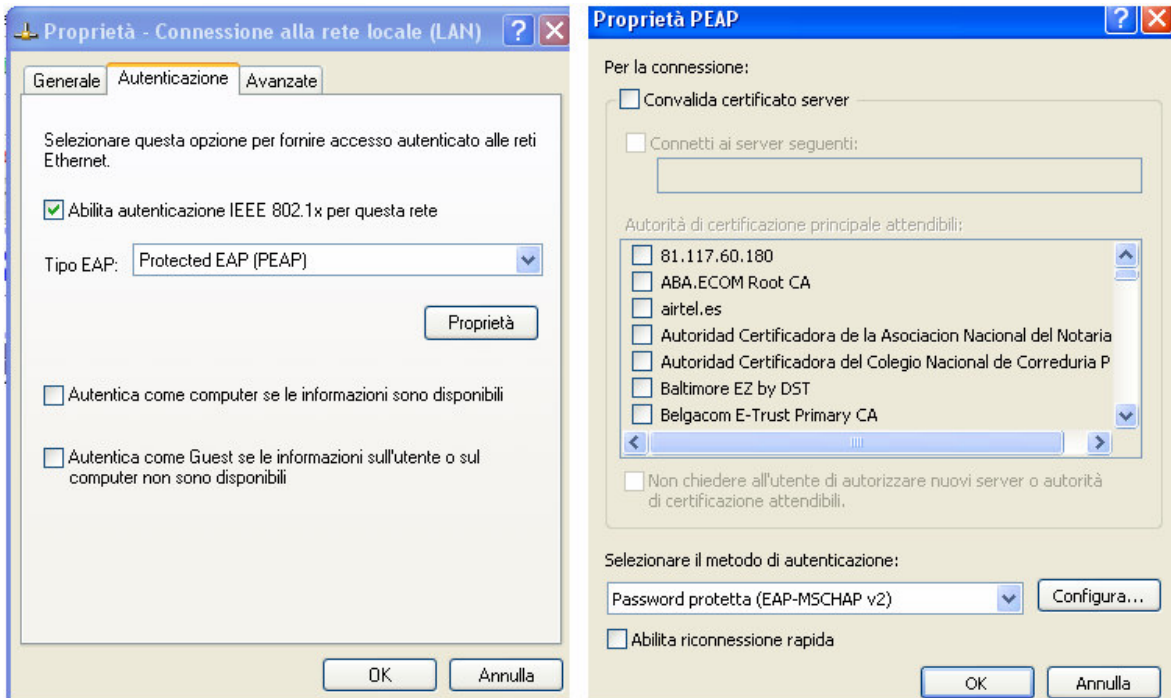 Proprietà - Connessione alla rete locale (LAN)
Generale
Autenticazione
Avanzate
Selezionare questa opzione per fornire accesso autenticato alle reti
Ethernet.
Abilita autenticazione IEEE 802.1x per questa rete
Tipo EAP:
Protected EAP (PEAP)
Proprietà
Autentica come computer se le informazioni sono disponibili
Autentica come Guest se le informazioni sull'utente o sul
computer non sono disponibili
OK
Annulla
Proprietà PEAP
Per la connessione:
Convalida certificato server
Connetti ai server seguenti:
Autorità di certificazione principale attendibili:
81.117.60.180
ABA.ECOM Root CA
airtel.es
Autoridad Certificadora de la Asociacion Nacional del Notaria
Autoridad Certificadora del Colegio Nacional de Correduria P
Baltimore EZ by DST
Belgacom E-Trust Primary CA
Non chiedere all'utente di autorizzare nuovi server o autorità
di certificazione attendibili.
Selezionare il metodo di autenticazione:
Password protetta (EAP-MSCHAP v2)
Configura...
Abilita riconnessione rapida
OK
Annulla